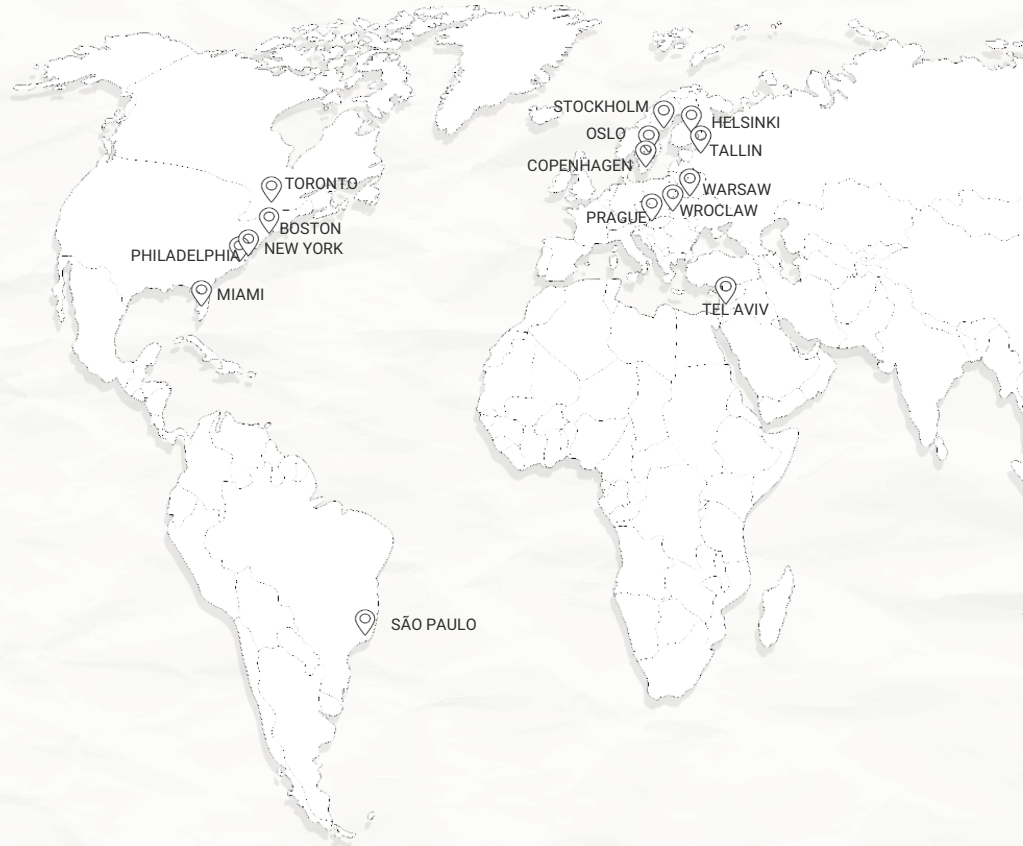 STOCKHOLM
HELSINKI
OSLO
TALLIN
COPENHAGEN
TORONTO
WARSAW
WROCLAW
PRAGUE
BOSTON
NEW YORK
PHILADELPHIA
MIAMI
TEL AVIV
SÃO PAULO